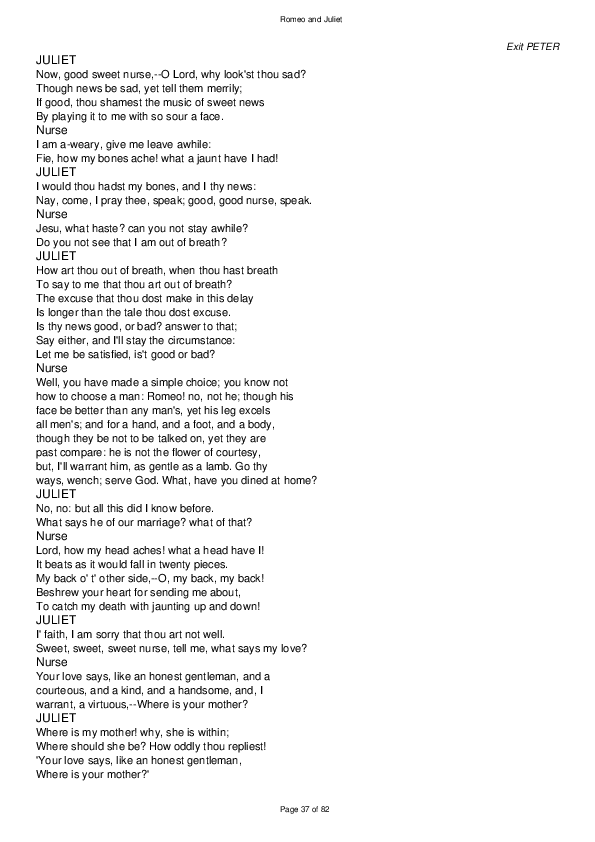 Romeo and Juliet
Exit PETER
JULIET
Now, good sweet nurse,--O Lord, why look'st thou sad?
Though news be sad, yet tell them merrily;
If good, thou shamest the music of sweet news
By playing it to me with so sour a face.
Nurse
I am a-weary, give me leave awhile:
Fie, how my bones ache! what a jaunt have I had!
JULIET
I would thou hadst my bones, and I thy news:
Nay, come, I pray thee, speak; good, good nurse, speak.
Nurse
Jesu, what haste? can you not stay awhile?
Do you not see that I am out of breath?
JULIET
How art thou out of breath, when thou hast breath
To say to me that thou art out of breath?
The excuse that thou dost make in this delay
Is longer than the tale thou dost excuse.
Is thy news good, or bad? answer to that;
Say either, and I'll stay the circumstance:
Let me be satisfied, is't good or bad?
Nurse
Well, you have made a simple choice; you know not
how to choose a man: Romeo! no, not he; though his
face be better than any man's, yet his leg excels
all men's; and for a hand, and a foot, and a body,
though they be not to be talked on, yet they are
past compare: he is not the flower of courtesy,
but, I'll warrant him, as gentle as a lamb. Go thy
ways, wench; serve God. What, have you dined at home?
JULIET
No, no: but all this did I know before.
What says he of our marriage? what of that?
Nurse
Lord, how my head aches! what a head have I!
It beats as it would fall in twenty pieces.
My back o' t' other side,--O, my back, my back!
Beshrew your heart for sending me about,
To catch my death with jaunting up and down!
JULIET
I' faith, I am sorry that thou art not well.
Sweet, sweet, sweet nurse, tell me, what says my love?
Nurse
Your love says, like an honest gentleman, and a
courteous, and a kind, and a handsome, and, I
warrant, a virtuous,--Where is your mother?
JULIET
Where is my mother! why, she is within;
Where should she be? How oddly thou repliest!
'Your love says, like an honest gentleman,
Where is your mother?'
Page 37 of 82